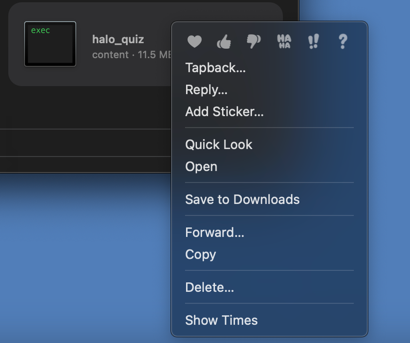 exec
halo_quiz
content · 11.5 MB
HA
HA
!!
?
Tapback...
Reply...
Add Sticker...
Quick Look
Open
Save to Downloads
Forward...
Copy
Delete...
Show Times